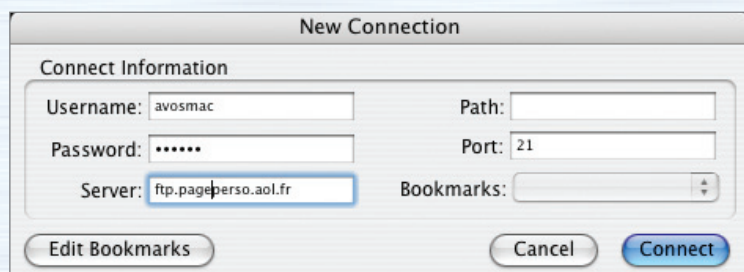 New Connection
Connect Information
Username: avosmac
Path:
Password: ••••••
Port: 21
Server: ftp.pageperso.aol.fr
Bookmarks:
Edit Bookmarks
Cancel
Connect